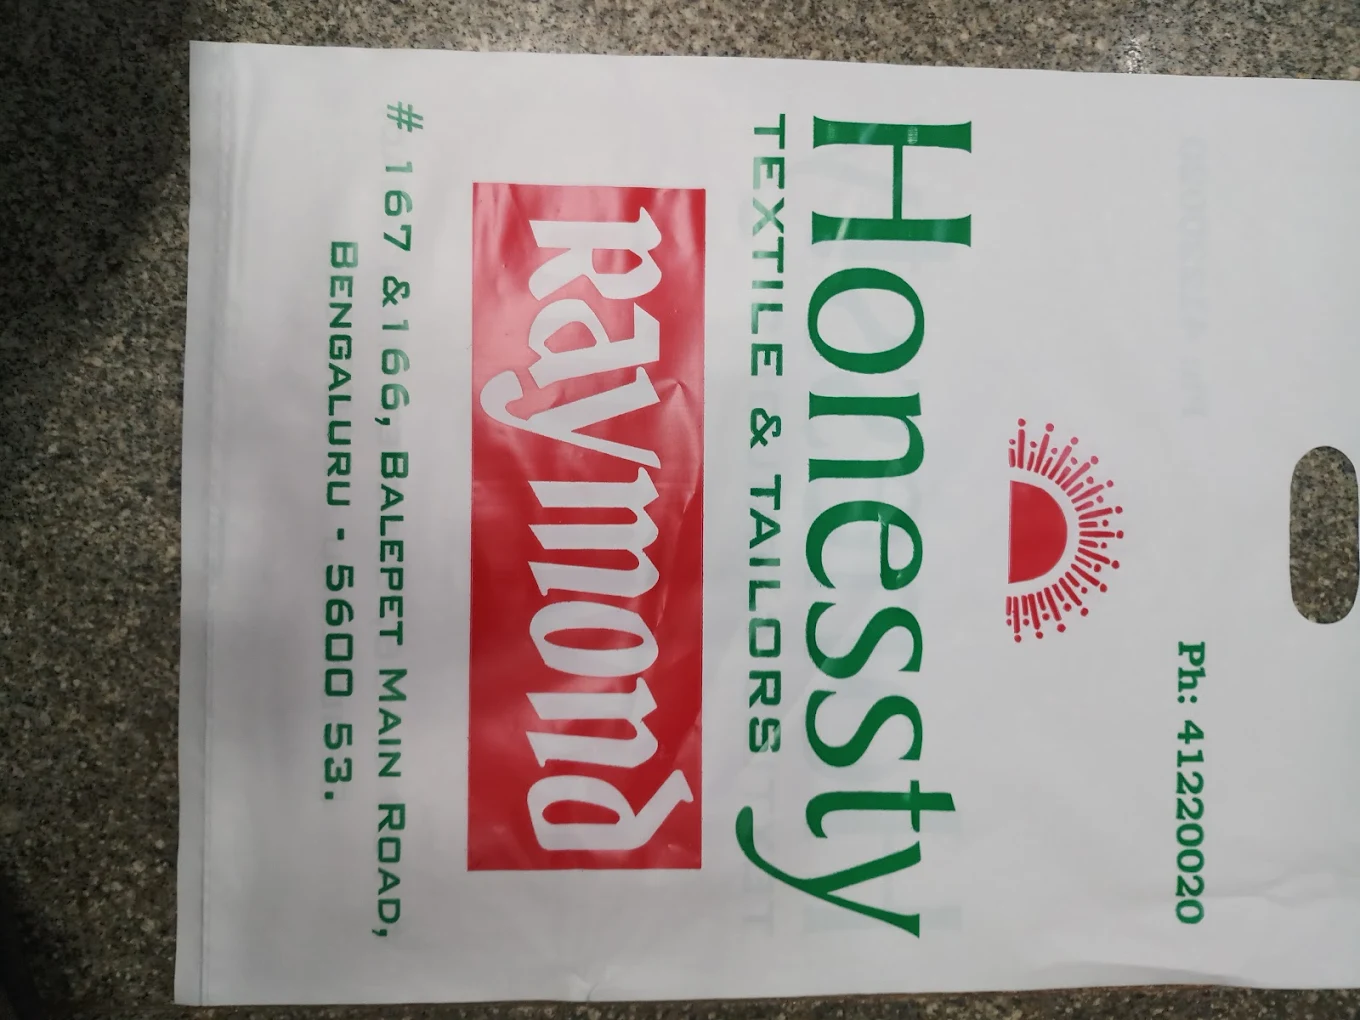 Ph: 41220020
Honessty
TEXTILE & TAILORS
Raymond
# 167 &166, BALEPET MAIN ROAD,
BENGALURU - 5600 53.